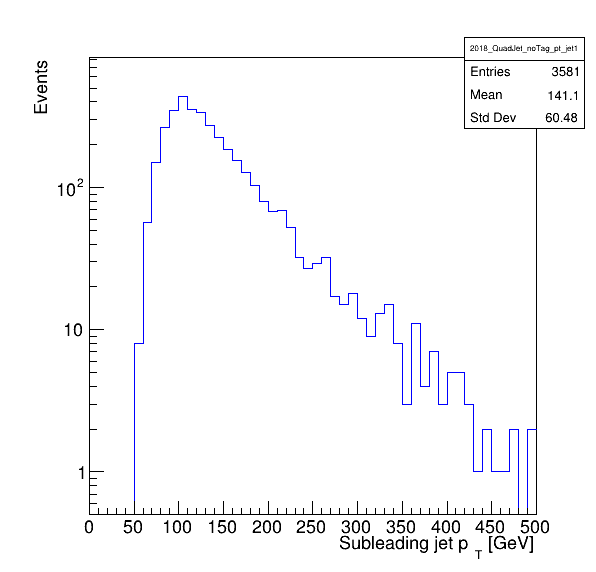 2018_QuadJet_noTag_pt_jet1
Entries 3581
Mean 141.1
Std Dev 60.48
Events
10²
10
1
0 50 100 150 200 250 300 350 400 450 500
Subleading jet p_T [GeV]